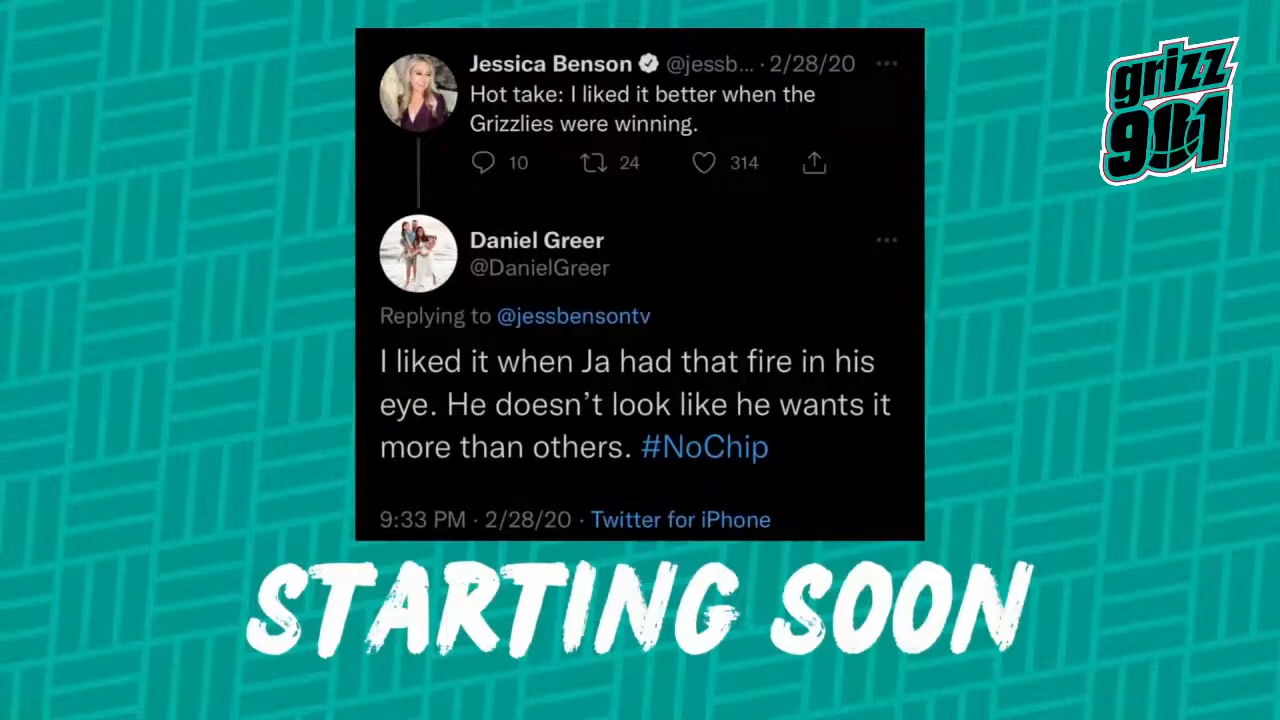 Jessica Benson @jessb... · 2/28/20 ...
Hot take: I liked it better when the
Grizzlies were winning.
10 24 314
Daniel Greer ...
@DanielGreer
Replying to @jessbensontv
I liked it when Ja had that fire in his
eye. He doesn't look like he wants it
more than others. #NoChip
9:33 PM · 2/28/20 · Twitter for iPhone
STARTING SOON
grizz
901